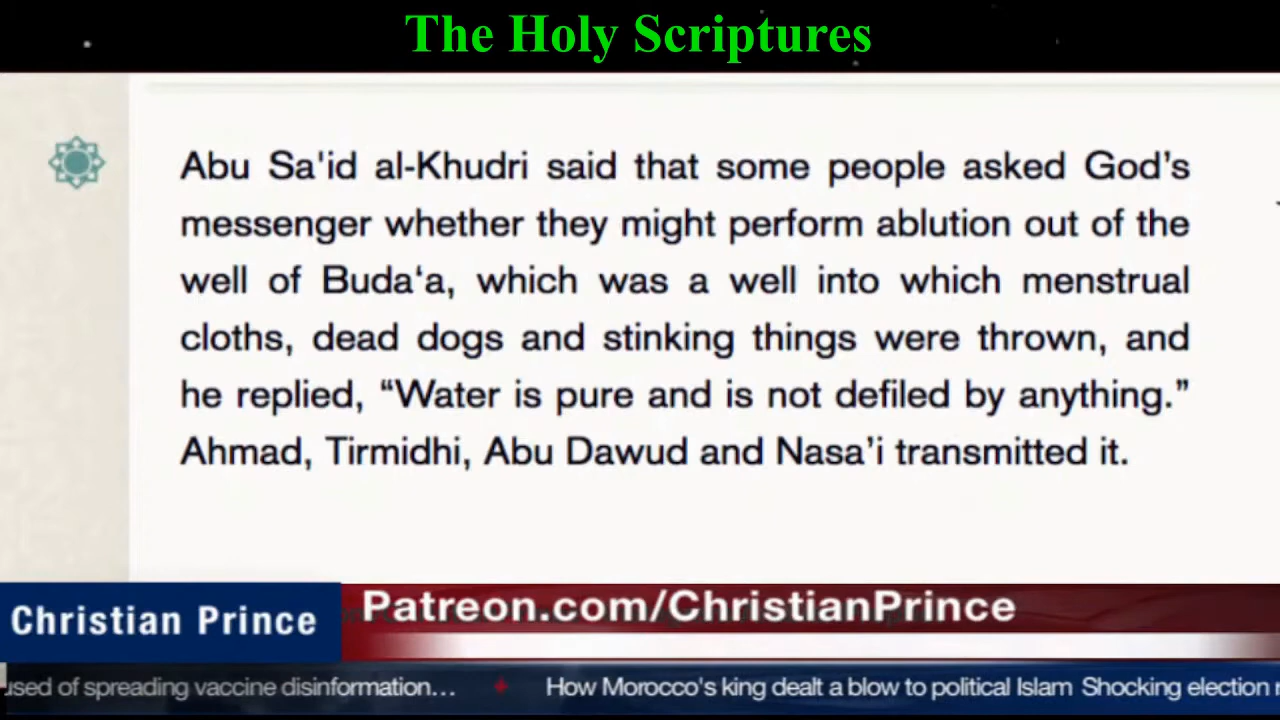 The Holy Scriptures
Abu Sa'id al-Khudri said that some people asked God’s
messenger whether they might perform ablution out of the
well of Buda‘a, which was a well into which menstrual
cloths, dead dogs and stinking things were thrown, and
he replied, “Water is pure and is not defiled by anything.”
Ahmad, Tirmidhi, Abu Dawud and Nasa’i transmitted it.
Christian Prince
Patreon.com/ChristianPrince
of spreading vaccine disinformation... How Morocco's king dealt a blow to political Islam Shocking election